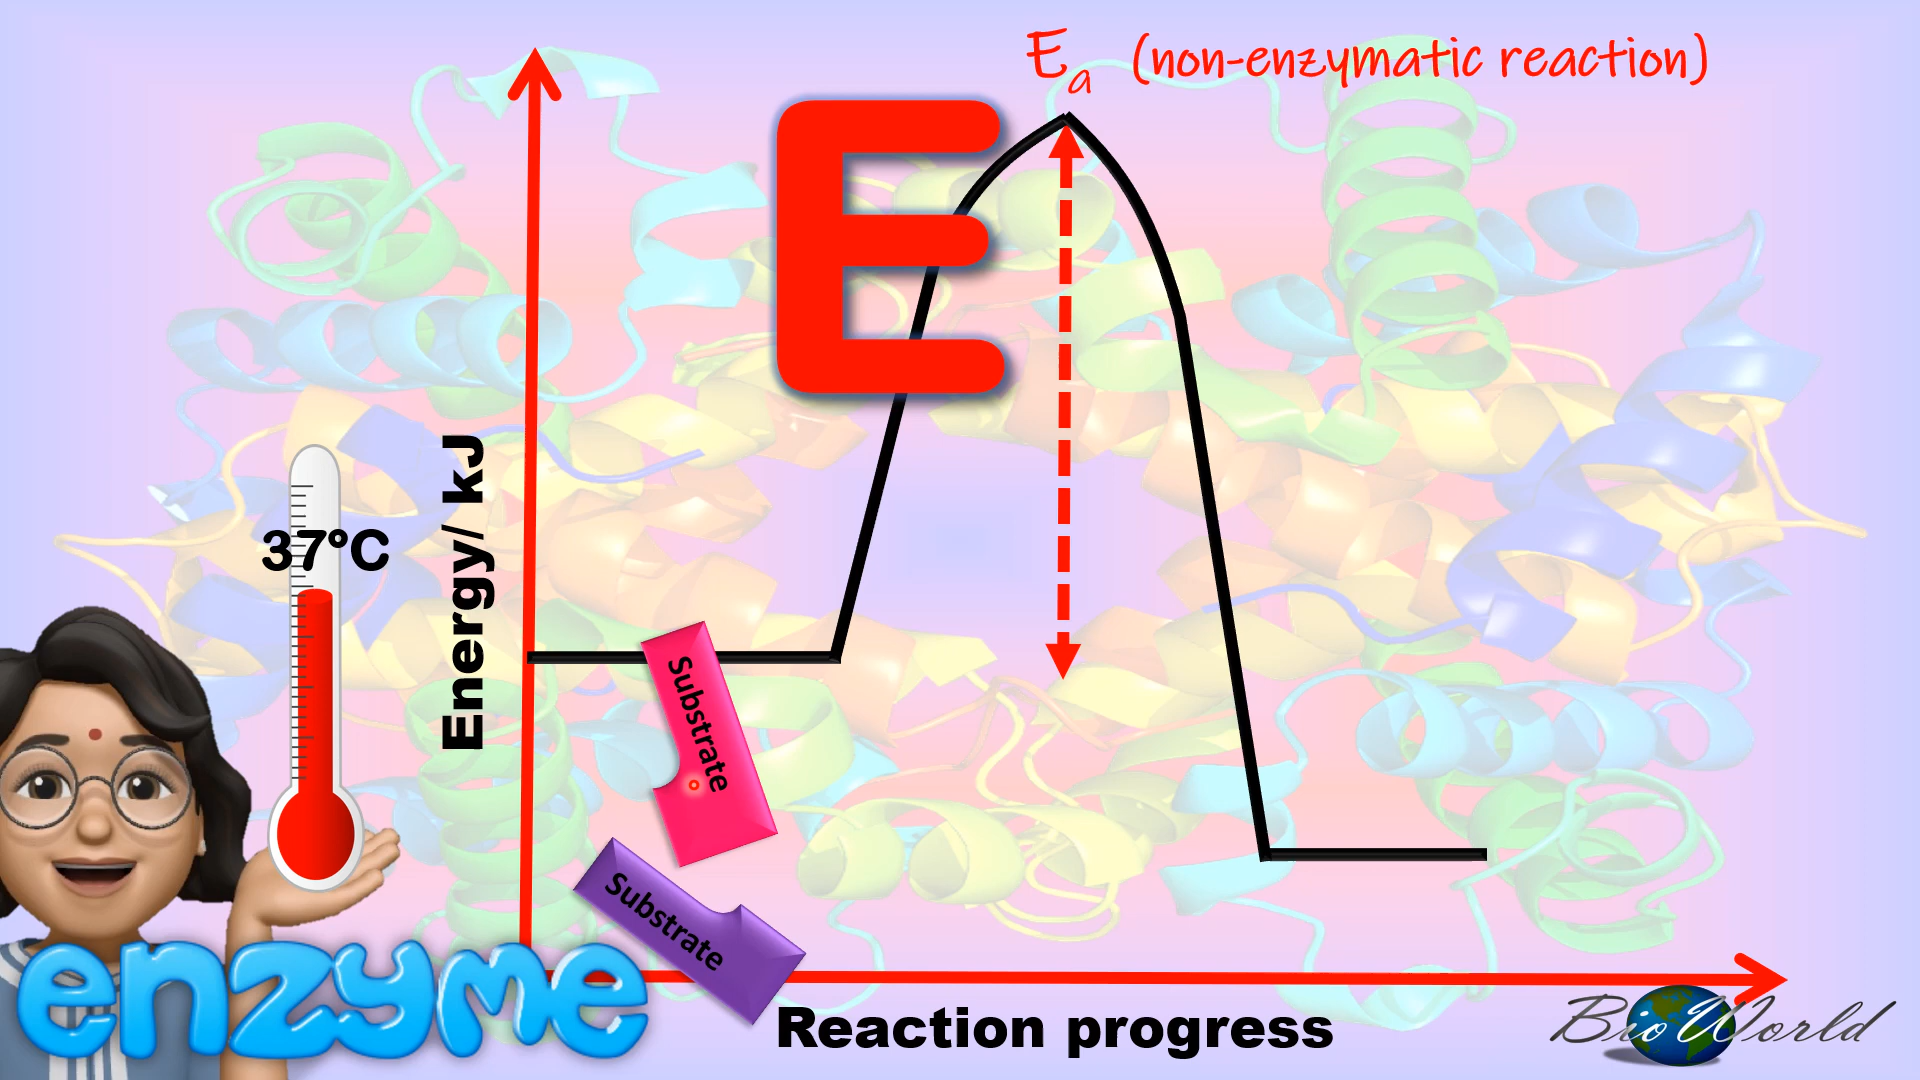 Ea (non-enzymatic reaction)
E
37°C
Energy/ kJ
Substrate
Substrate
enzyme
Reaction progress
BioWorld